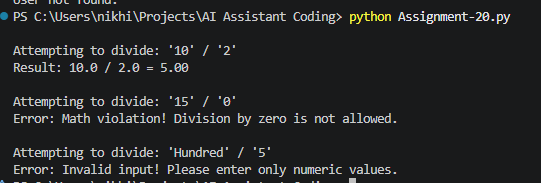 user not found.
PS C:\Users\nikhi\Projects\AI Assistant Coding> python Assignment-20.py
Attempting to divide: '10' / '2'
Result: 10.0 / 2.0 = 5.00
Attempting to divide: '15' / '0'
Error: Math violation! Division by zero is not allowed.
Attempting to divide: 'Hundred' / '5'
Error: Invalid input! Please enter only numeric values.